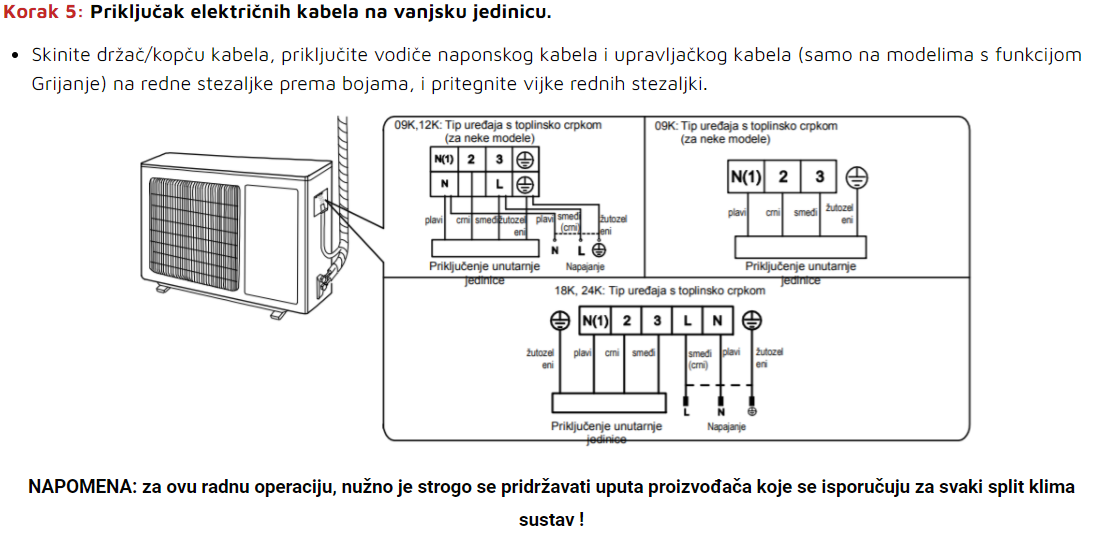 Korak 5: Priključak električnih kabela na vanjsku jedinicu.
• Skinite držač/kopču kabela, priključite vodiče naponskog kabela i upravljačkog kabela (samo na modelima s funkcijom
Grijanje) na redne stezaljke prema bojama, i pritegnite vijke rednih stezaljki.
09K,12K: Tip uređaja s toplinsko crpkom
(za neke modele)
N(1) 2 3
N L
plavi crni smeđi žutozel
eni
plavi smeđi
(crni)
žutozel
eni
N L
Priključenje unutarnje
jedinice
Napajanje
09K: Tip uređaja s toplinsko crpkom
(za neke modele)
N(1) 2 3
plavi crni smeđi žutozel
eni
Priključenje unutarnje
jedinice
18K, 24K: Tip uređaja s toplinsko crpkom
N(1) 2 3 L N
žutozel
eni
plavi crni smeđi smeđi
(crni)
plavi žutozel
eni
L N
Priključenje unutarnje
jedinice
Napajanje
NAPOMENA: za ovu radnu operaciju, nužno je strogo se pridržavati uputa proizvođača koje se isporučuju za svaki split klima
sustav !